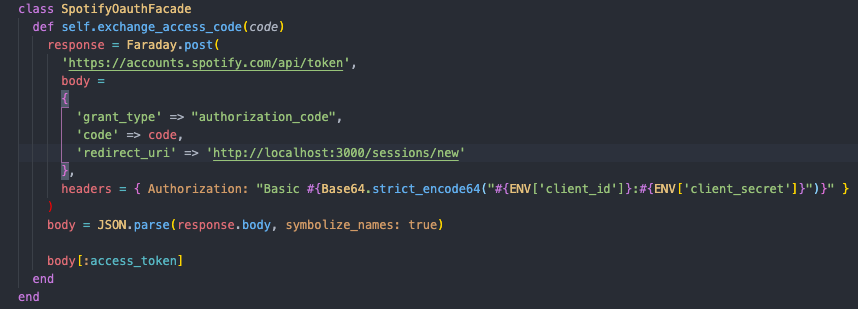 class SpotifyOauthFacade
  def self.exchange_access_code(code)
    response = Faraday.post(
      'https://accounts.spotify.com/api/token',
      body =
      {
        'grant_type' => "authorization_code",
        'code' => code,
        'redirect_uri' => 'http://localhost:3000/sessions/new'
      },
      headers = { Authorization: "Basic #{Base64.strict_encode64("#{ENV['client_id']}:#{ENV['client_secret']}")}" }
    )
    body = JSON.parse(response.body, symbolize_names: true)

    body[:access_token]
  end
end